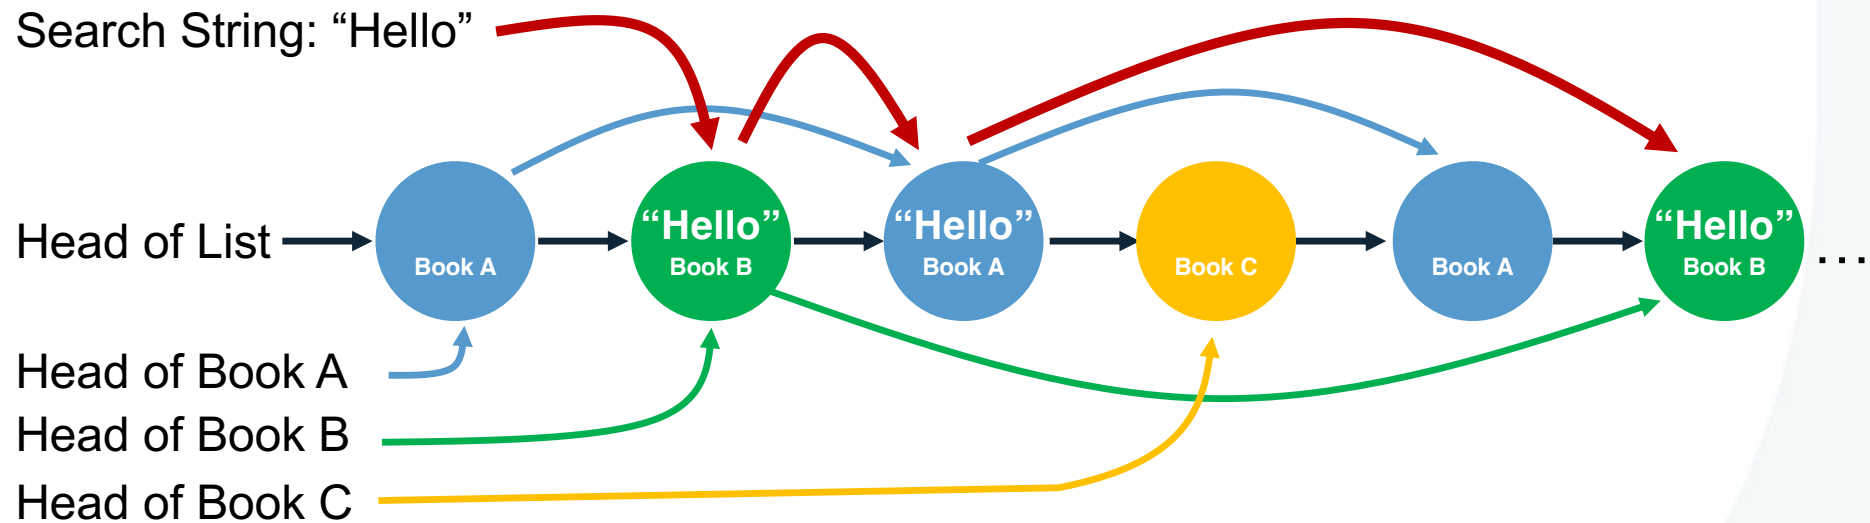 Search String: “Hello”
Head of List
Book A
“Hello”
Book B
“Hello”
Book A
Book C
Book A
“Hello”
Book B
...
Head of Book A
Head of Book B
Head of Book C